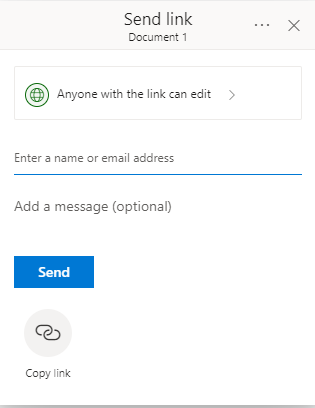 Send link
Document 1
Anyone with the link can edit
Enter a name or email address
Add a message (optional)
Send
Copy link